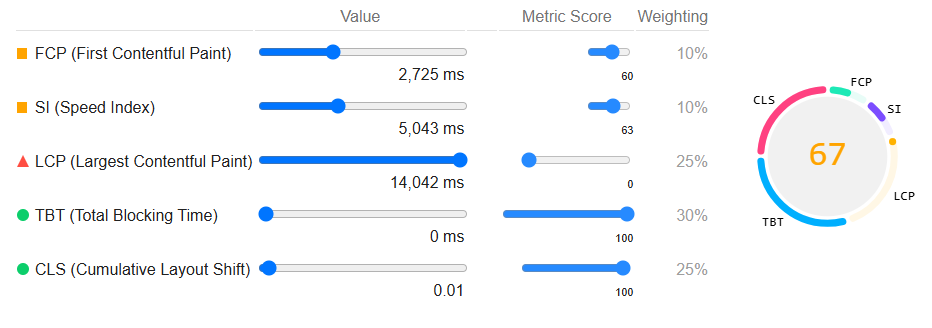 Value Metric Score Weighting
FCP (First Contentful Paint) 10%
2,725 ms 60
SI (Speed Index) 10%
5,043 ms 63
LCP (Largest Contentful Paint) 25%
14,042 ms 0
TBT (Total Blocking Time) 30%
0 ms 100
CLS (Cumulative Layout Shift) 25%
0.01 100
FCP
SI
LCP
TBT
CLS
67